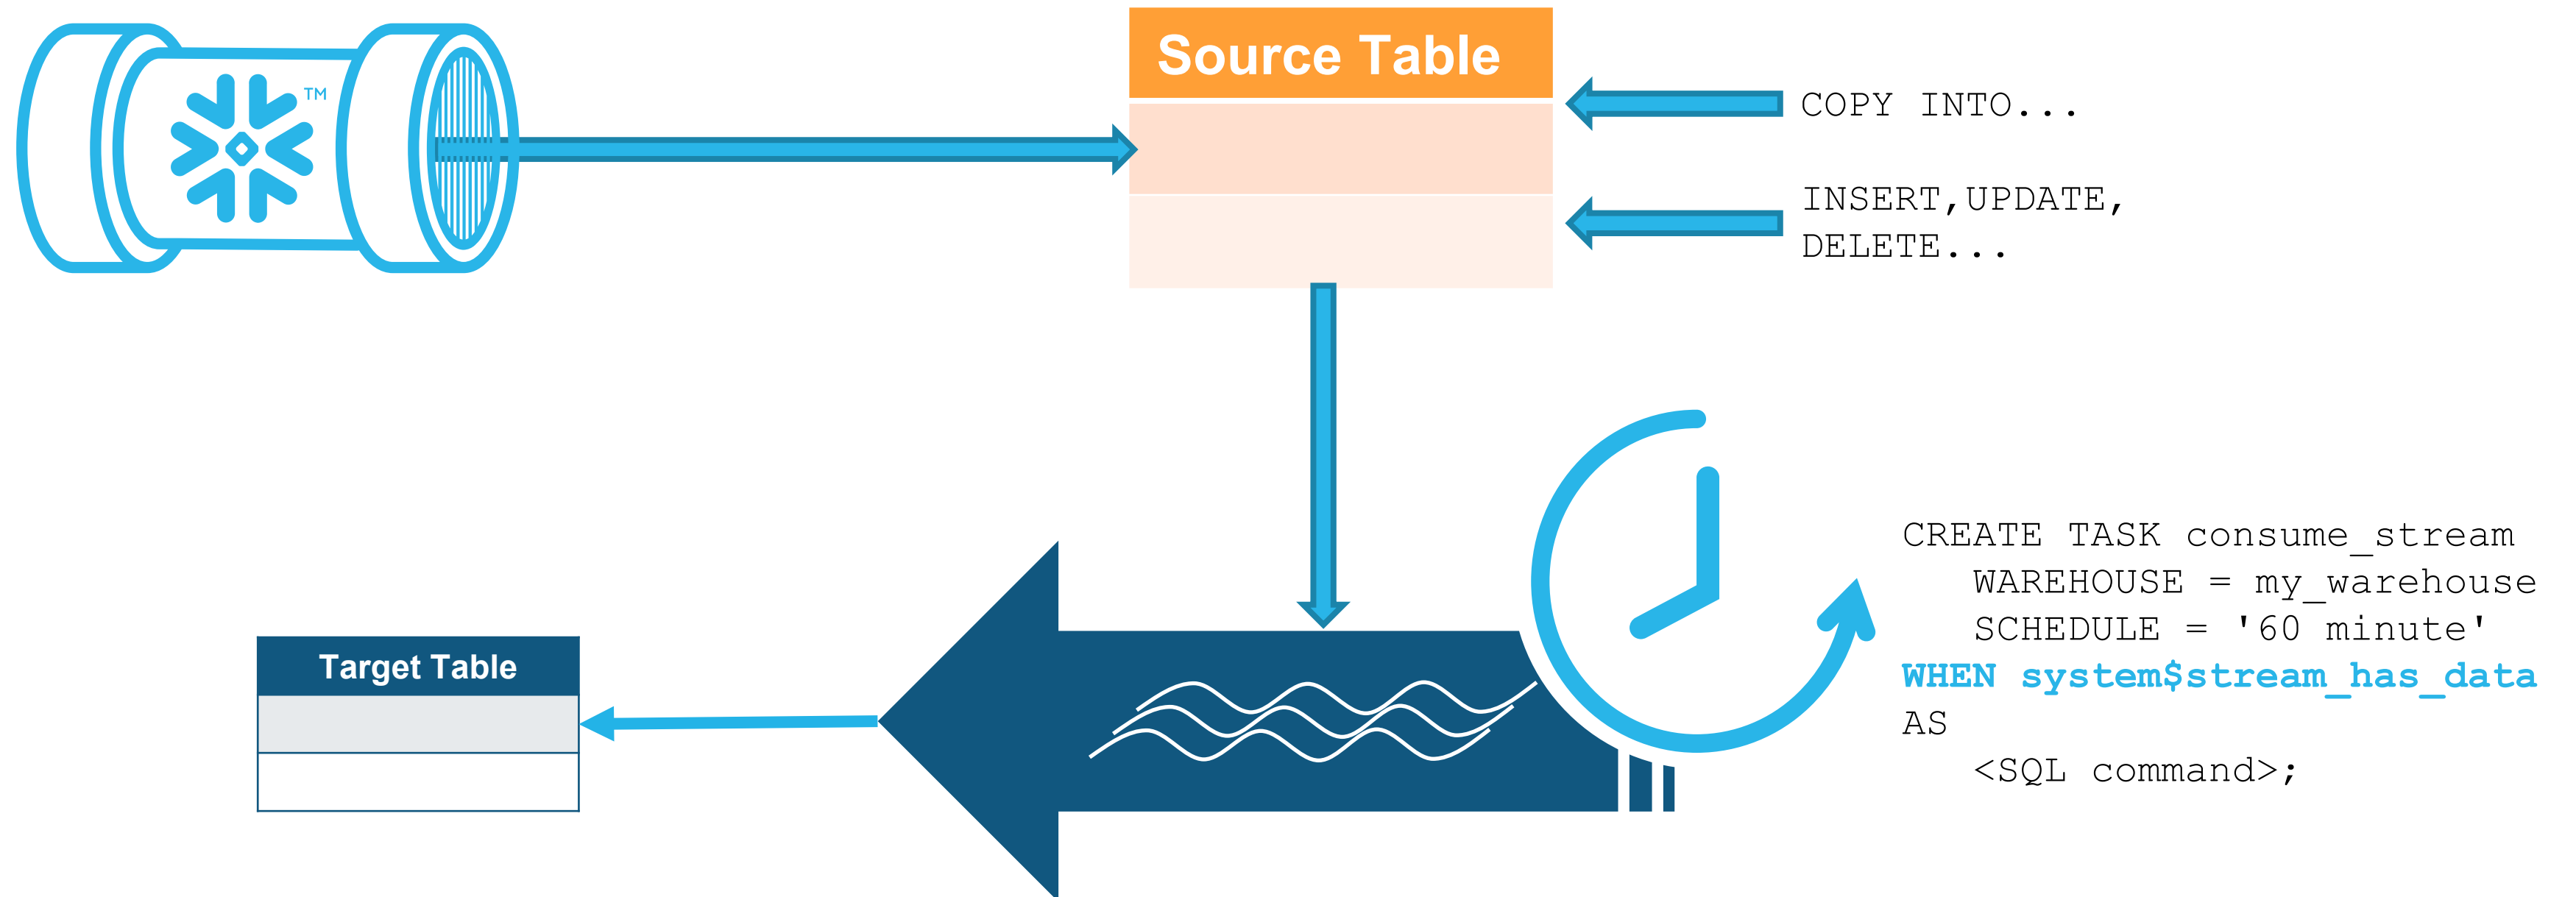 Source Table
TM
COPY INTO...
INSERT,UPDATE,
DELETE...
CREATE TASK consume_stream
WAREHOUSE = my_warehouse
SCHEDULE = '60 minute'
WHEN system$stream_has_data
AS
<SQL command>;
Target Table